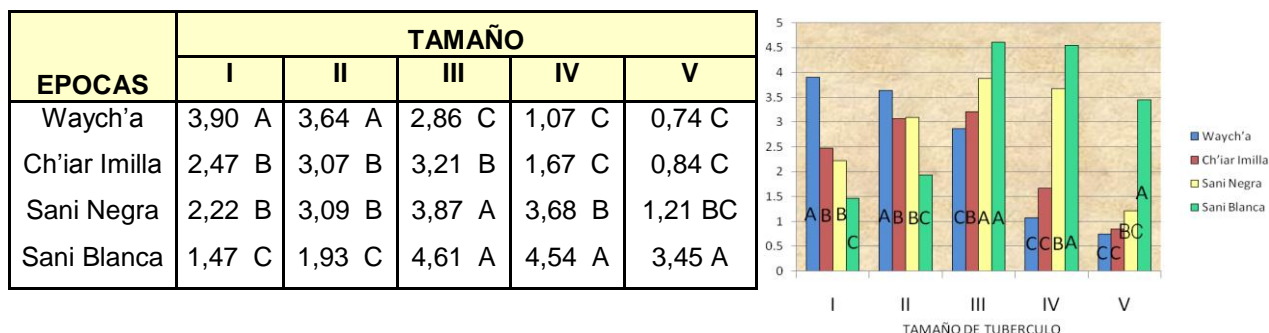 TAMAÑO
EPOCAS I II III IV V
Waych’a 3,90 A 3,64 A 2,86 C 1,07 C 0,74 C
Ch’iar Imilla 2,47 B 3,07 B 3,21 B 1,67 C 0,84 C
Sani Negra 2,22 B 3,09 B 3,87 A 3,68 B 1,21 BC
Sani Blanca 1,47 C 1,93 C 4,61 A 4,54 A 3,45 A
5
4.5
4
3.5
3
2.5
2
1.5
1
0.5
0
A B B C
A B B C
C B A A
C C B A
C C BC A
I II III IV V
TAMAÑO DE TUBERCULO
Waych’a
Ch’iar Imilla
Sani Negra
Sani Blanca